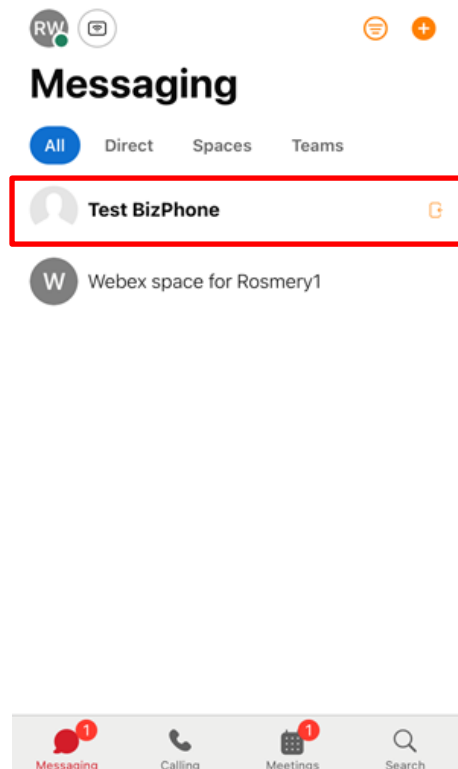 RW
Messaging
All Direct Spaces Teams
Test BizPhone
W Webex space for Rosmery1
1 1
Messaging Calling Meetings Search